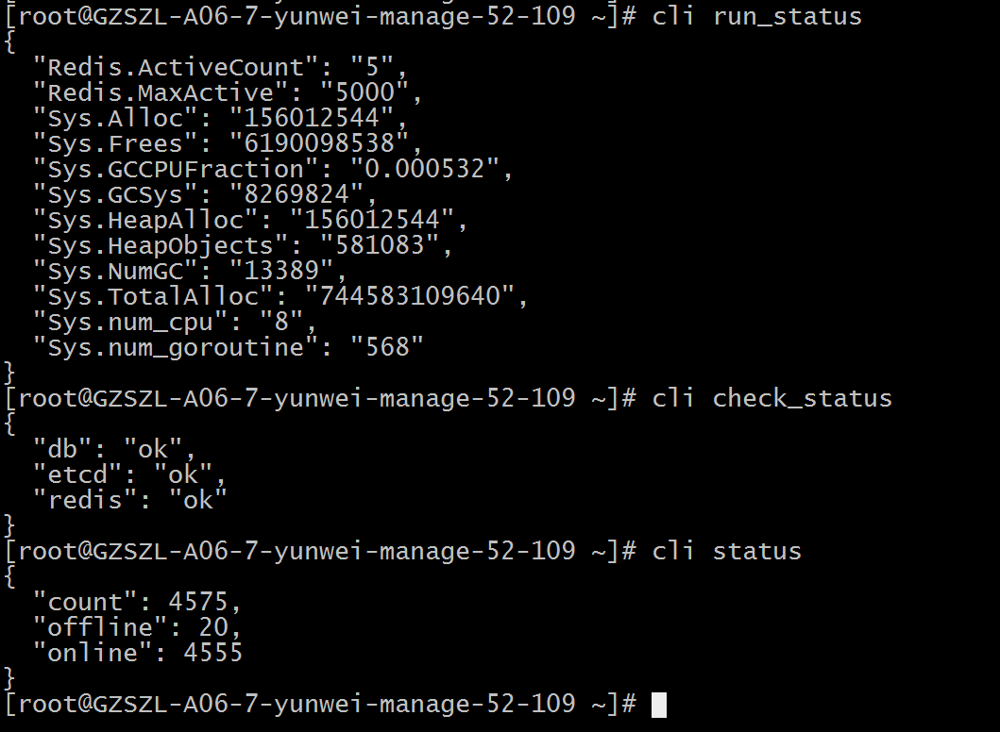 [root@GZSZL-A06-7-yunwei-manage-52-109 ~]# cli run_status
{
  "Redis.ActiveCount": "5",
  "Redis.MaxActive": "5000",
  "Sys.Alloc": "156012544",
  "Sys.Frees": "6190098538",
  "Sys.GCCPUFraction": "0.000532",
  "Sys.GCSys": "8269824",
  "Sys.HeapAlloc": "156012544",
  "Sys.HeapObjects": "581083",
  "Sys.NumGC": "13389",
  "Sys.TotalAlloc": "744583109640",
  "Sys.num_cpu": "8",
  "Sys.num_goroutine": "568"
}
[root@GZSZL-A06-7-yunwei-manage-52-109 ~]# cli check_status
{
  "db": "ok",
  "etcd": "ok",
  "redis": "ok"
}
[root@GZSZL-A06-7-yunwei-manage-52-109 ~]# cli status
{
  "count": 4575,
  "offline": 20,
  "online": 4555
}
[root@GZSZL-A06-7-yunwei-manage-52-109 ~]#